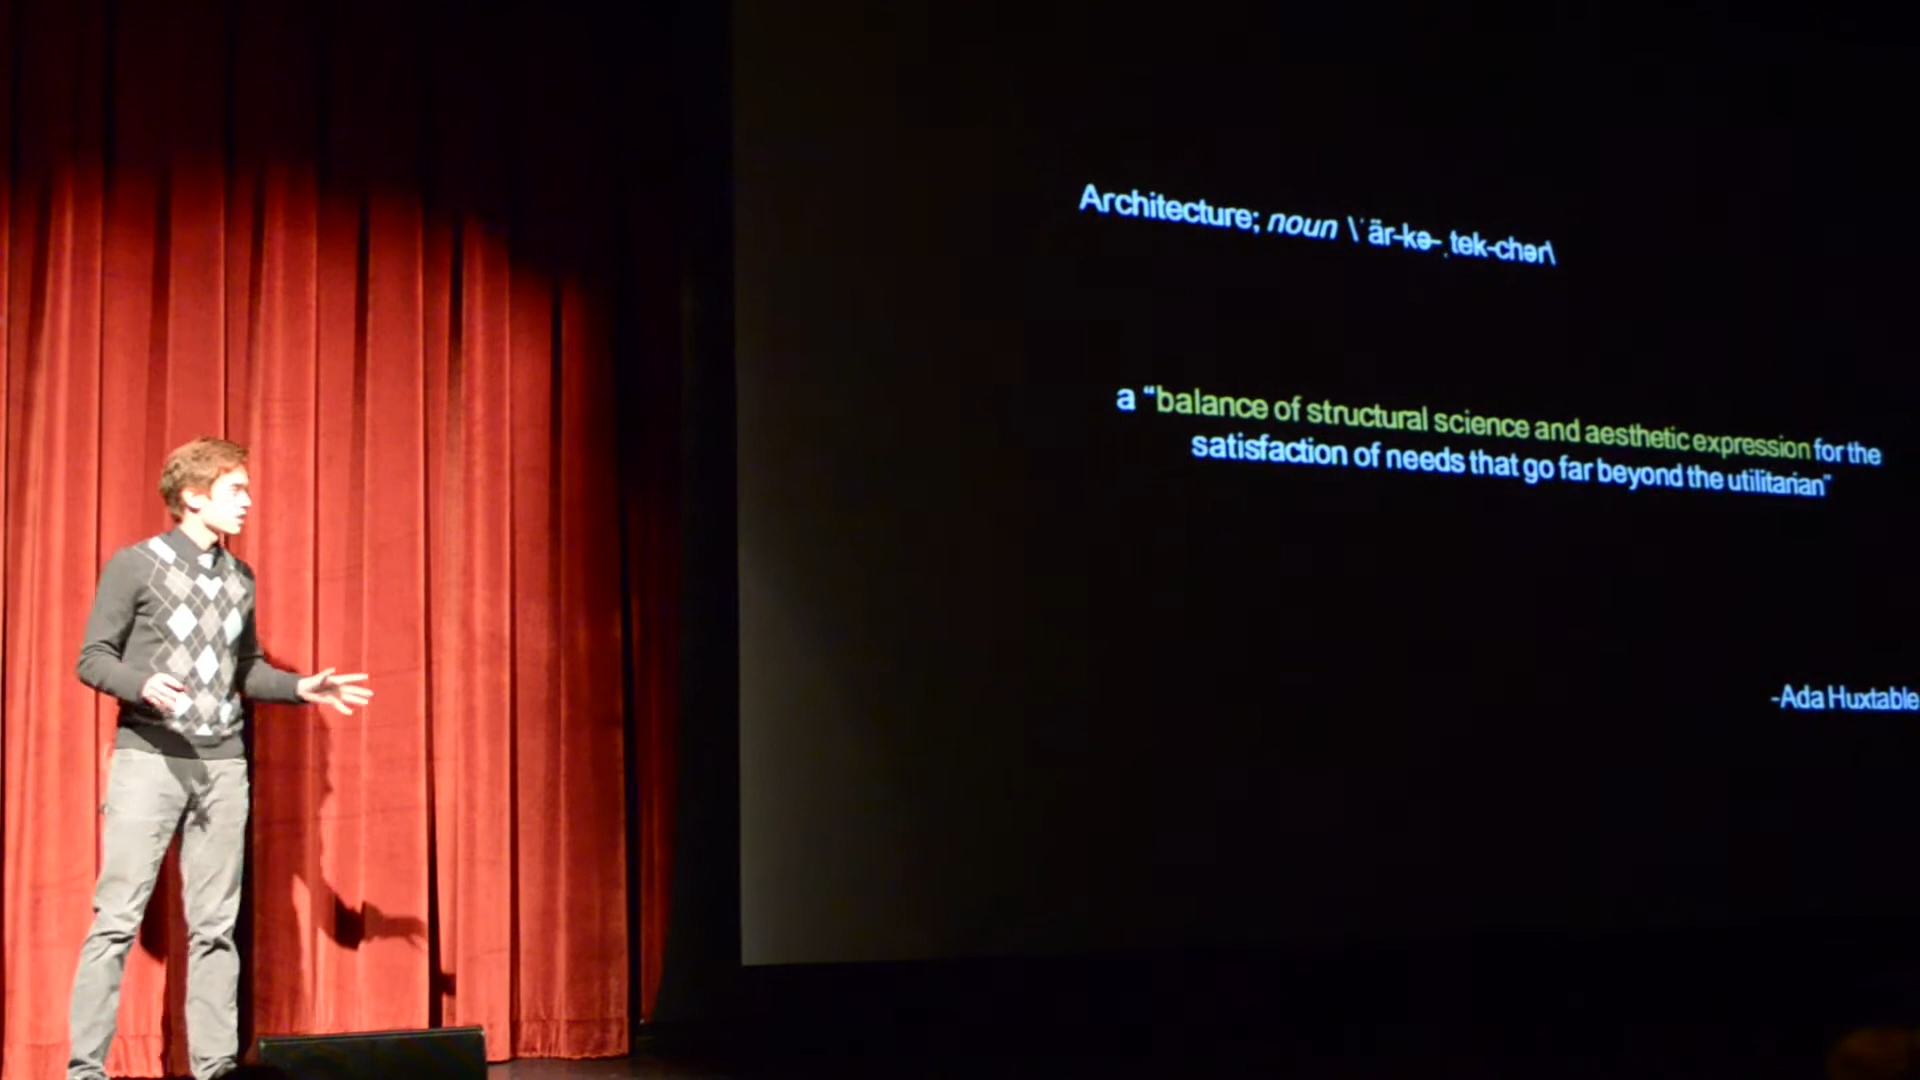 Architecture; noun \ˈär-kə-ˌtek-chər\
a “balance of structural science and aesthetic expression for the
satisfaction of needs that go far beyond the utilitarian”
-Ada Huxtable